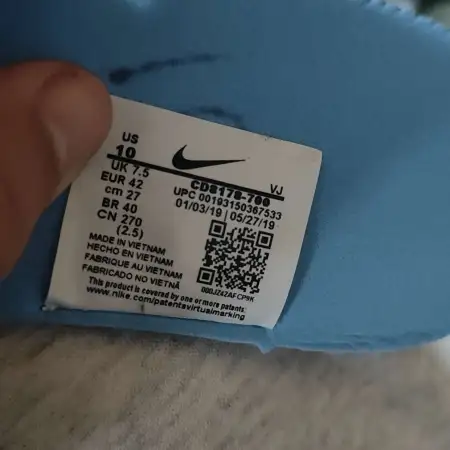 US
10
UK 7.5
EUR 42
cm 27
BR 40
CN 270
(2.5)
VJ
CD8178-700
UPC 00193150367533
01/03/19 | 05/27/19
MADE IN VIETNAM
HECHO EN VIETNAM
FABRIQUE AU VIETNAM
FABRICADO NO VIETNÃ
This product is covered by one or more patents:
www.nike.com/patentsvirtualmarking